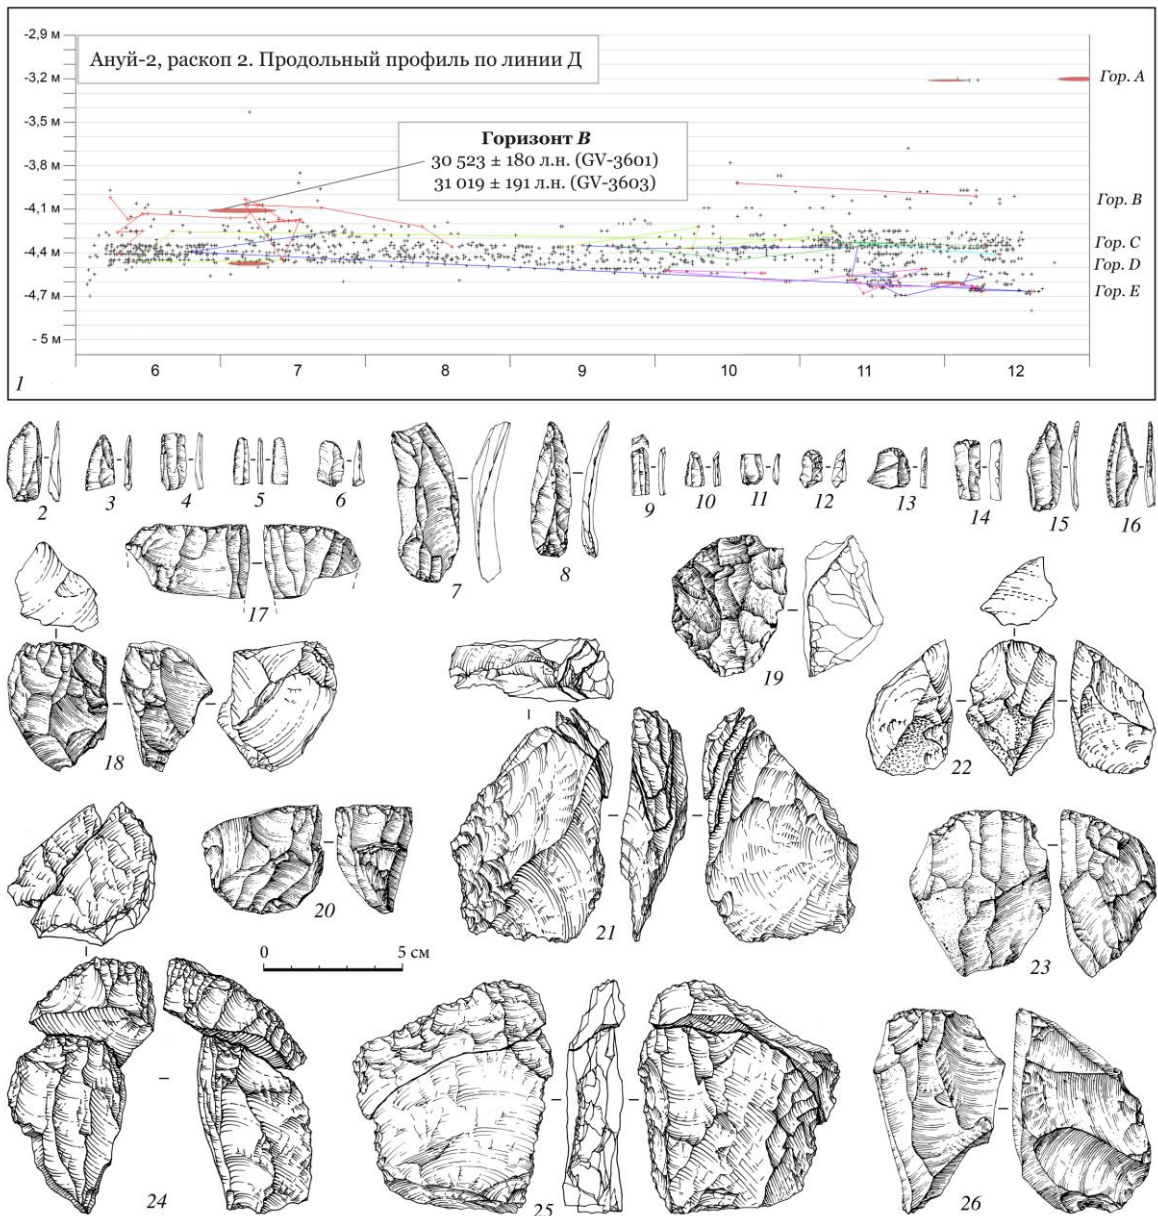 -2,9 м
Ануй-2, раскоп 2. Продольный профиль по линии Д
-3,2 м
Гор. A
-3,5 м
Горизонт B
30 523 ± 180 л.н. (GV-3601)
31 019 ± 191 л.н. (GV-3603)
-3,8 м
-4,1 м
Гор. B
Гор. C
-4,4 м
Гор. D
-4,7 м
Гор. E
- 5 м
1
6 7 8 9 10 11 12
2 3 4 5 6 7 8 9 10 11 12 13 14 15 16
17
18
19
20
21
22
23
0 5 см
24
25
26